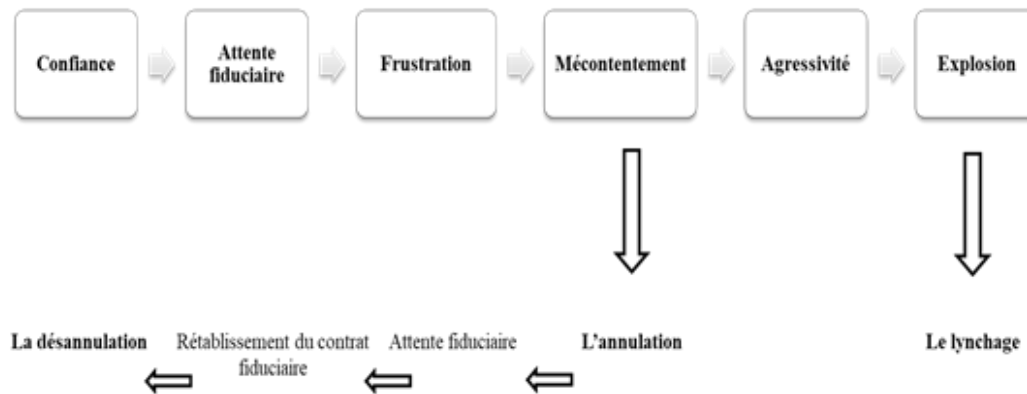 Confiance
Attente
fiduciaire
Frustration
Mécontentement
Agressivité
Explosion
La désannulation
Rétablissement du contrat
fiduciaire
Attente fiduciaire
L'annulation
Le lynchage